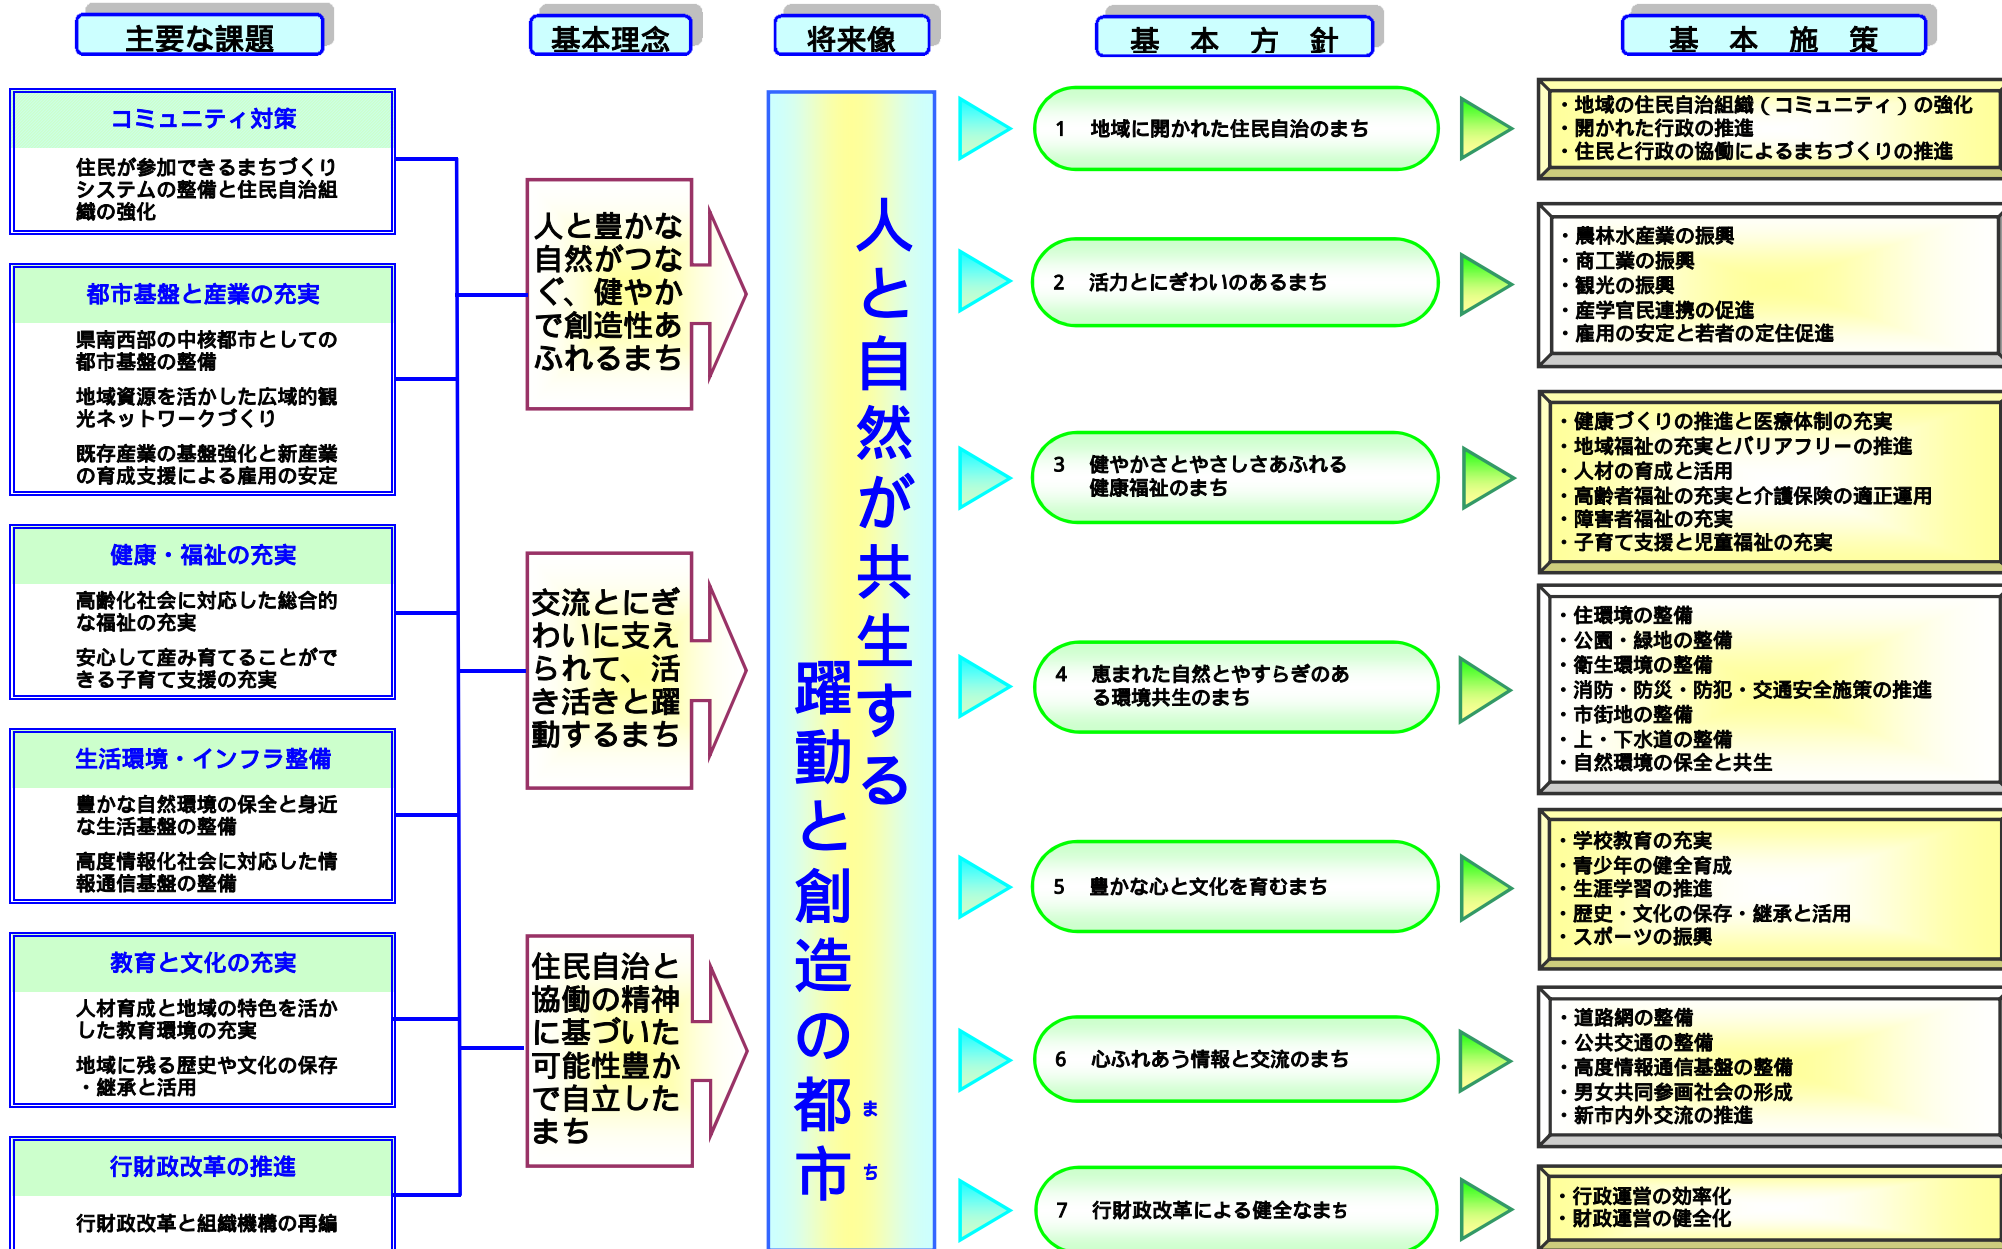 主要な課題
基本理念
将来像
基　本　方　針
基　本　施　策
コミュニティ対策
住民が参加できるまちづくり
システムの整備と住民自治組
織の強化
都市基盤と産業の充実
県南西部の中核都市としての
都市基盤の整備
地域資源を活かした広域的観
光ネットワークづくり
既存産業の基盤強化と新産業
の育成支援による雇用の安定
健康・福祉の充実
高齢化社会に対応した総合的
な福祉の充実
安心して産み育てることがで
きる子育て支援の充実
生活環境・インフラ整備
豊かな自然環境の保全と身近
な生活基盤の整備
高度情報化社会に対応した情
報通信基盤の整備
教育と文化の充実
人材育成と地域の特色を活か
した教育環境の充実
地域に残る歴史や文化の保存
・継承と活用
行財政改革の推進
行財政改革と組織機構の再編
人と豊かな
自然がつな
ぐ、健やか
で創造性あ
ふれるまち
交流とにぎ
わいに支え
られて、活
き活きと躍
動するまち
住民自治と
協働の精神
に基づいた
可能性豊か
で自立した
まち
人と自然が共生する
躍動と創造の都市
まち
1　地域に開かれた住民自治のまち
2　活力とにぎわいのあるまち
3　健やかさとやさしさあふれる
健康福祉のまち
4　恵まれた自然とやすらぎのあ
る環境共生のまち
5　豊かな心と文化を育むまち
6　心ふれあう情報と交流のまち
7　行財政改革による健全なまち
・地域の住民自治組織（コミュニティ）の強化
・開かれた行政の推進
・住民と行政の協働によるまちづくりの推進
・農林水産業の振興
・商工業の振興
・観光の振興
・産学官民連携の促進
・雇用の安定と若者の定住促進
・健康づくりの推進と医療体制の充実
・地域福祉の充実とバリアフリーの推進
・人材の育成と活用
・高齢者福祉の充実と介護保険の適正運用
・障害者福祉の充実
・子育て支援と児童福祉の充実
・住環境の整備
・公園・緑地の整備
・衛生環境の整備
・消防・防災・防犯・交通安全施策の推進
・市街地の整備
・上・下水道の整備
・自然環境の保全と共生
・学校教育の充実
・青少年の健全育成
・生涯学習の推進
・歴史・文化の保存・継承と活用
・スポーツの振興
・道路網の整備
・公共交通の整備
・高度情報通信基盤の整備
・男女共同参画社会の形成
・新市内外交流の推進
・行政運営の効率化
・財政運営の健全化